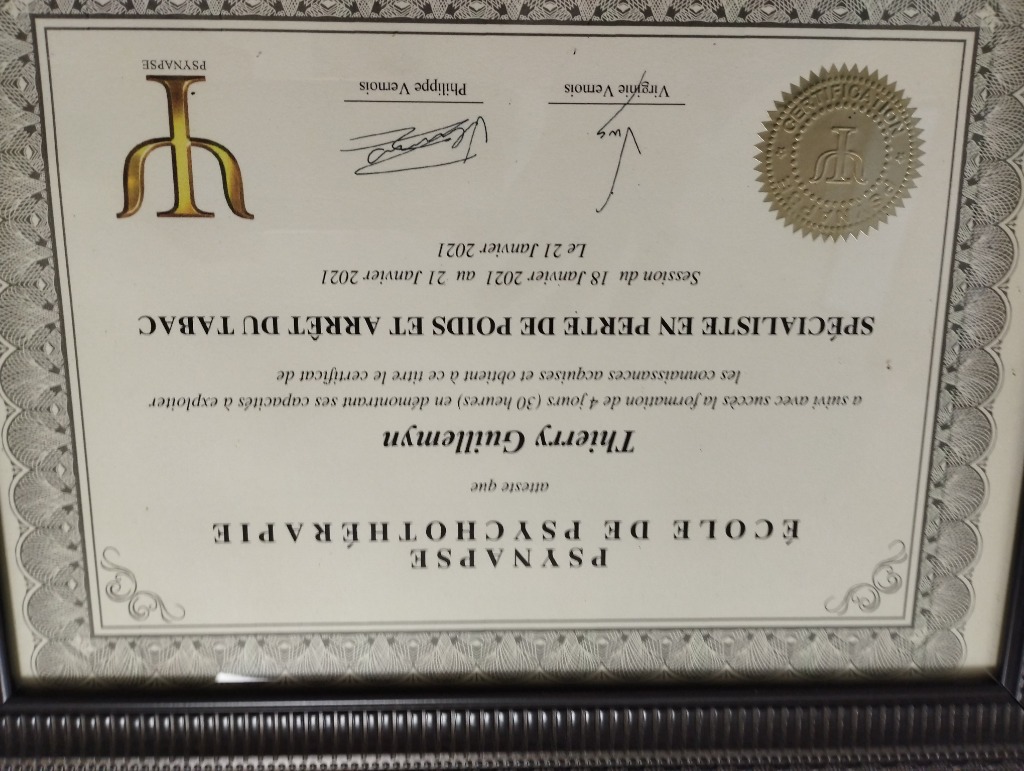 PSYNAPSE
ÉCOLE DE PSYCHOTHÉRAPIE
atteste que
Thierry Guillemyn
a suivi avec succès la formation de 4 jours (30 heures) en démontrant ses capacités à exploiter
les connaissances acquises et obtient à ce titre le certificat de
SPÉCIALISTE EN PERTE DE POIDS ET ARRÊT DU TABAC
Session du 18 Janvier 2021 au 21 Janvier 2021
Le 21 Janvier 2021
Virginie Vernois
Philippe Vernois
PSYNAPSE
CERTIFICATION
PSYNAPSE